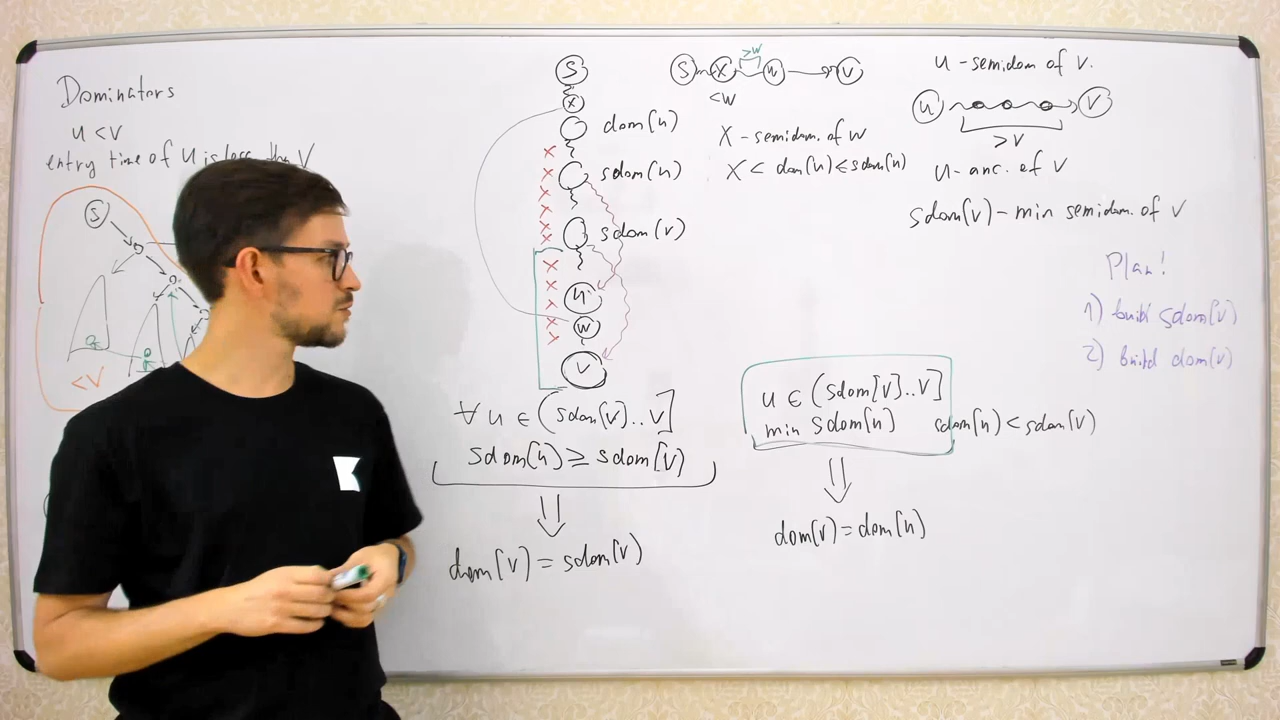 Dominators
u < v
entry time of u is less than v
S
<v
S
x
dom(u)
sdom(u)
sdom(v)
u
w
v
∀ u ∈ (sdom[v]..v]
sdom[u] ≥ sdom[v]
⇓
dom[v] = sdom[v]
S x >w w v
<w
x - semidom. of w
x < dom(u) ≤ sdom(u)
u - semidom of v.
u v
>v
u - anc. of v
sdom(v) - min semidom. of v
Plan!
1) build sdom[v]
2) build dom[v]
u ∈ (sdom[v]..v]
min sdom[u] sdom[u] < sdom[v]
⇓
dom[v] = dom[u]